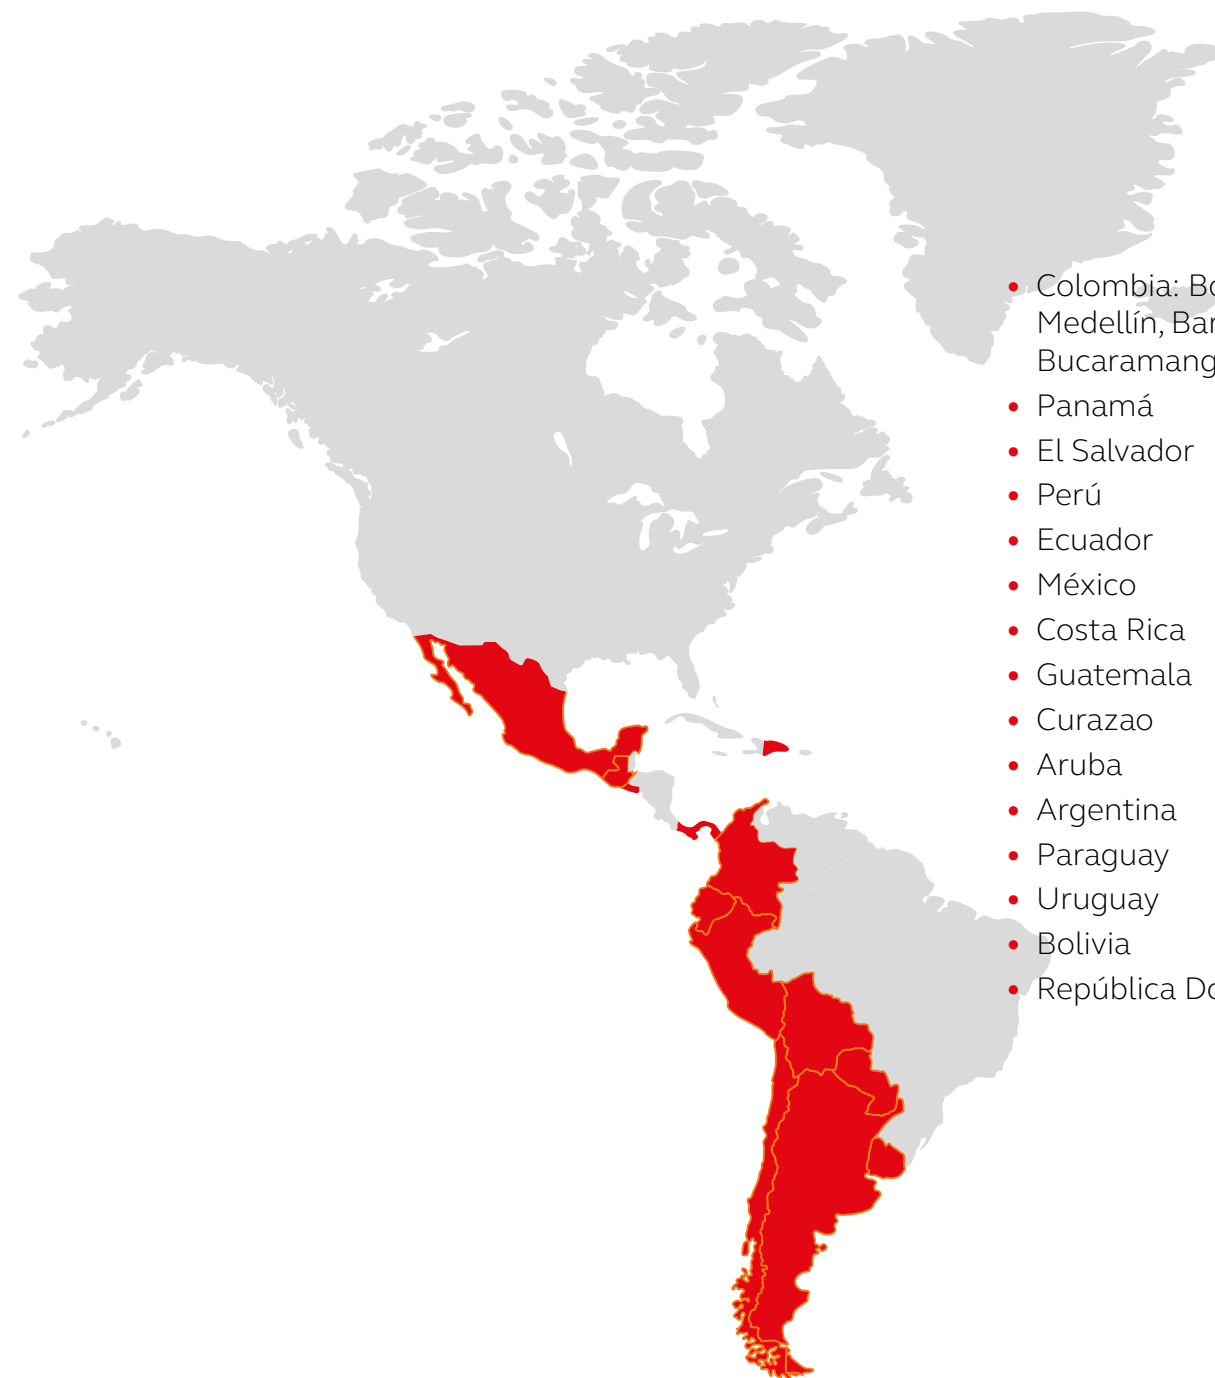 • Colombia:
Medellín,
• Panamá
• El Salvador
• Perú
• Ecuador
• México
• Costa Rica
• Guatemala
• Curazao
• Aruba
• Argentina
• Paraguay
• Uruguay
• Bolivia
• República